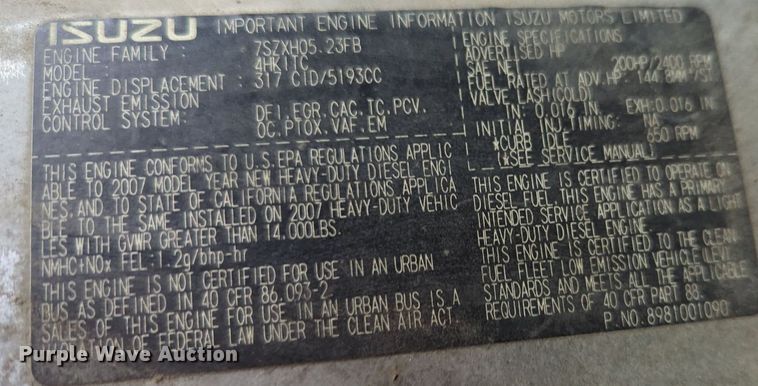 ISUZU IMPORTANT ENGINE INFORMATION ISUZU MOTORS LIMITED
ENGINE FAMILY : 7SZXH05.23FB
MODEL : 4HK1TC
ENGINE DISPLACEMENT : 317 CID/5193CC
EXHAUST EMISSION
CONTROL SYSTEM: DFI.EGR.CAC.TC.PCV.
OC.PTOX.VAF.EM
ENGINE SPECIFICATIONS
ADVERTISED HP
SAE NET 200HP/2400 RPM
FUEL RATED AT ADV.HP: 144.8MM³/ST
VALVE LASH(COLD)
IN: 0.016 IN. EXH:0.016 IN
INITIAL INJ.TIMING: NA
*CURB IDLE 650 RPM
(*SEE SERVICE MANUAL)
THIS ENGINE CONFORMS TO U.S.EPA REGULATIONS APPLIC
ABLE TO 2007 MODEL YEAR NEW HEAVY-DUTY DIESEL ENGI
NES,AND TO STATE OF CALIFORNIA REGULATIONS APPLICA
BLE TO THE SAME INSTALLED ON 2007 HEAVY-DUTY VEHIC
LES WITH GVWR GREATER THAN 14,000LBS.
NMHC+NOx FEL:1.2g/bhp-hr
THIS ENGINE IS NOT CERTIFIED FOR USE IN AN URBAN
BUS AS DEFINED IN 40 CFR 86.093-2.
SALES OF THIS ENGINE FOR USE IN AN URBAN BUS IS A
VIOLATION OF FEDERAL LAW UNDER THE CLEAN AIR ACT.
THIS ENGINE IS CERTIFIED TO OPERATE ON
DIESEL FUEL.THIS ENGINE HAS A PRIMARY
INTENDED SERVICE APPLICATION AS A LIGHT
HEAVY-DUTY DIESEL ENGINE.
THIS ENGINE CONFORMS TO THE CLEAN
FUEL FLEET LOW EMISSION VEHICLE(LEV)
STANDARDS AND MEETS ALL THE APPLICABLE
REQUIREMENTS OF 40 CFR PART 88.
P.NO.8981001090
Purple Wave Auction